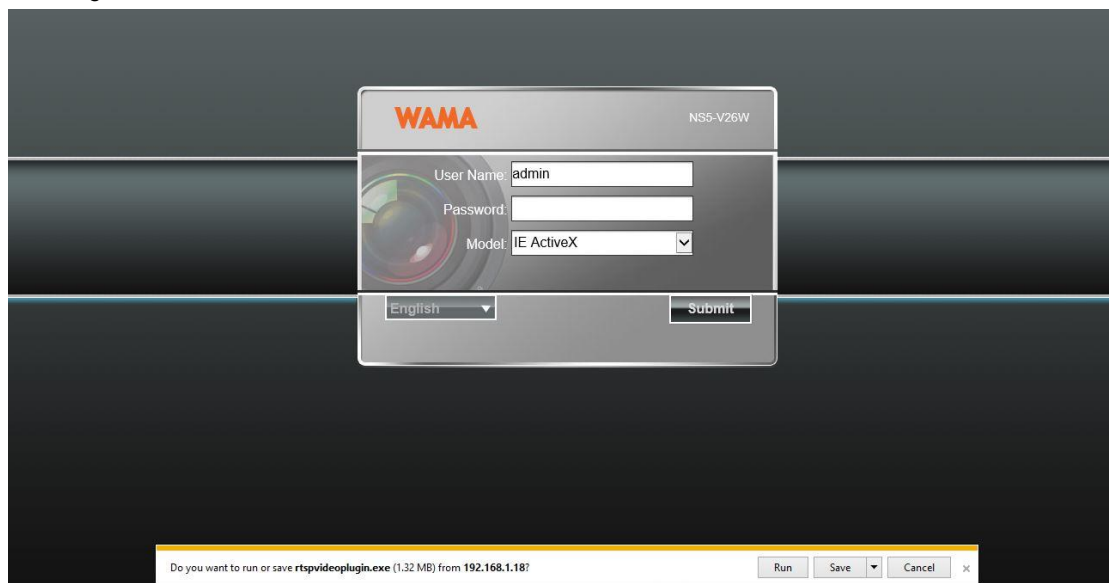 WAMA NS5-V26W
User Name: admin
Password:
Model: IE ActiveX
English Submit
Do you want to run or save rtspvideoplugin.exe (1.32 MB) from 192.168.1.18? Run Save Cancel ×